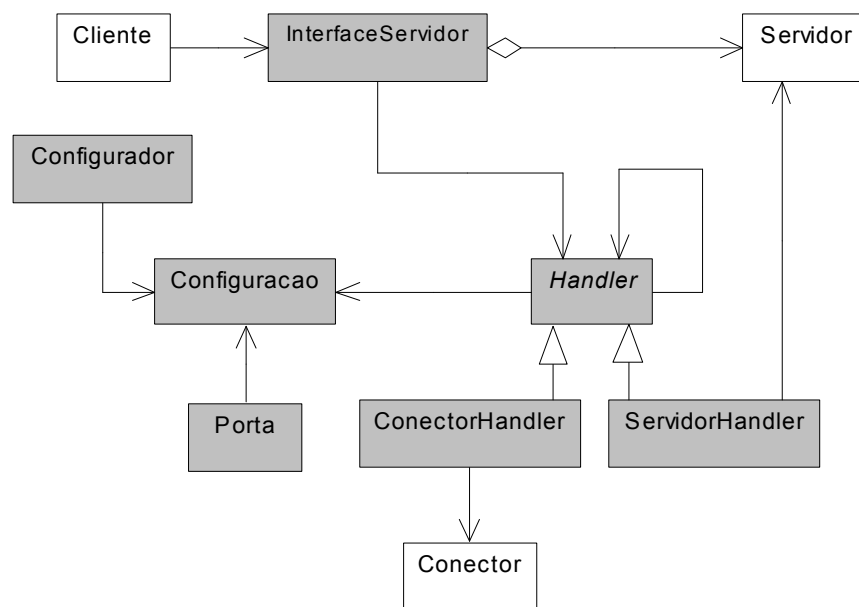 Cliente
InterfaceServidor
Servidor
Configurador
Configuracao
Handler
Porta
ConectorHandler
ServidorHandler
Conector